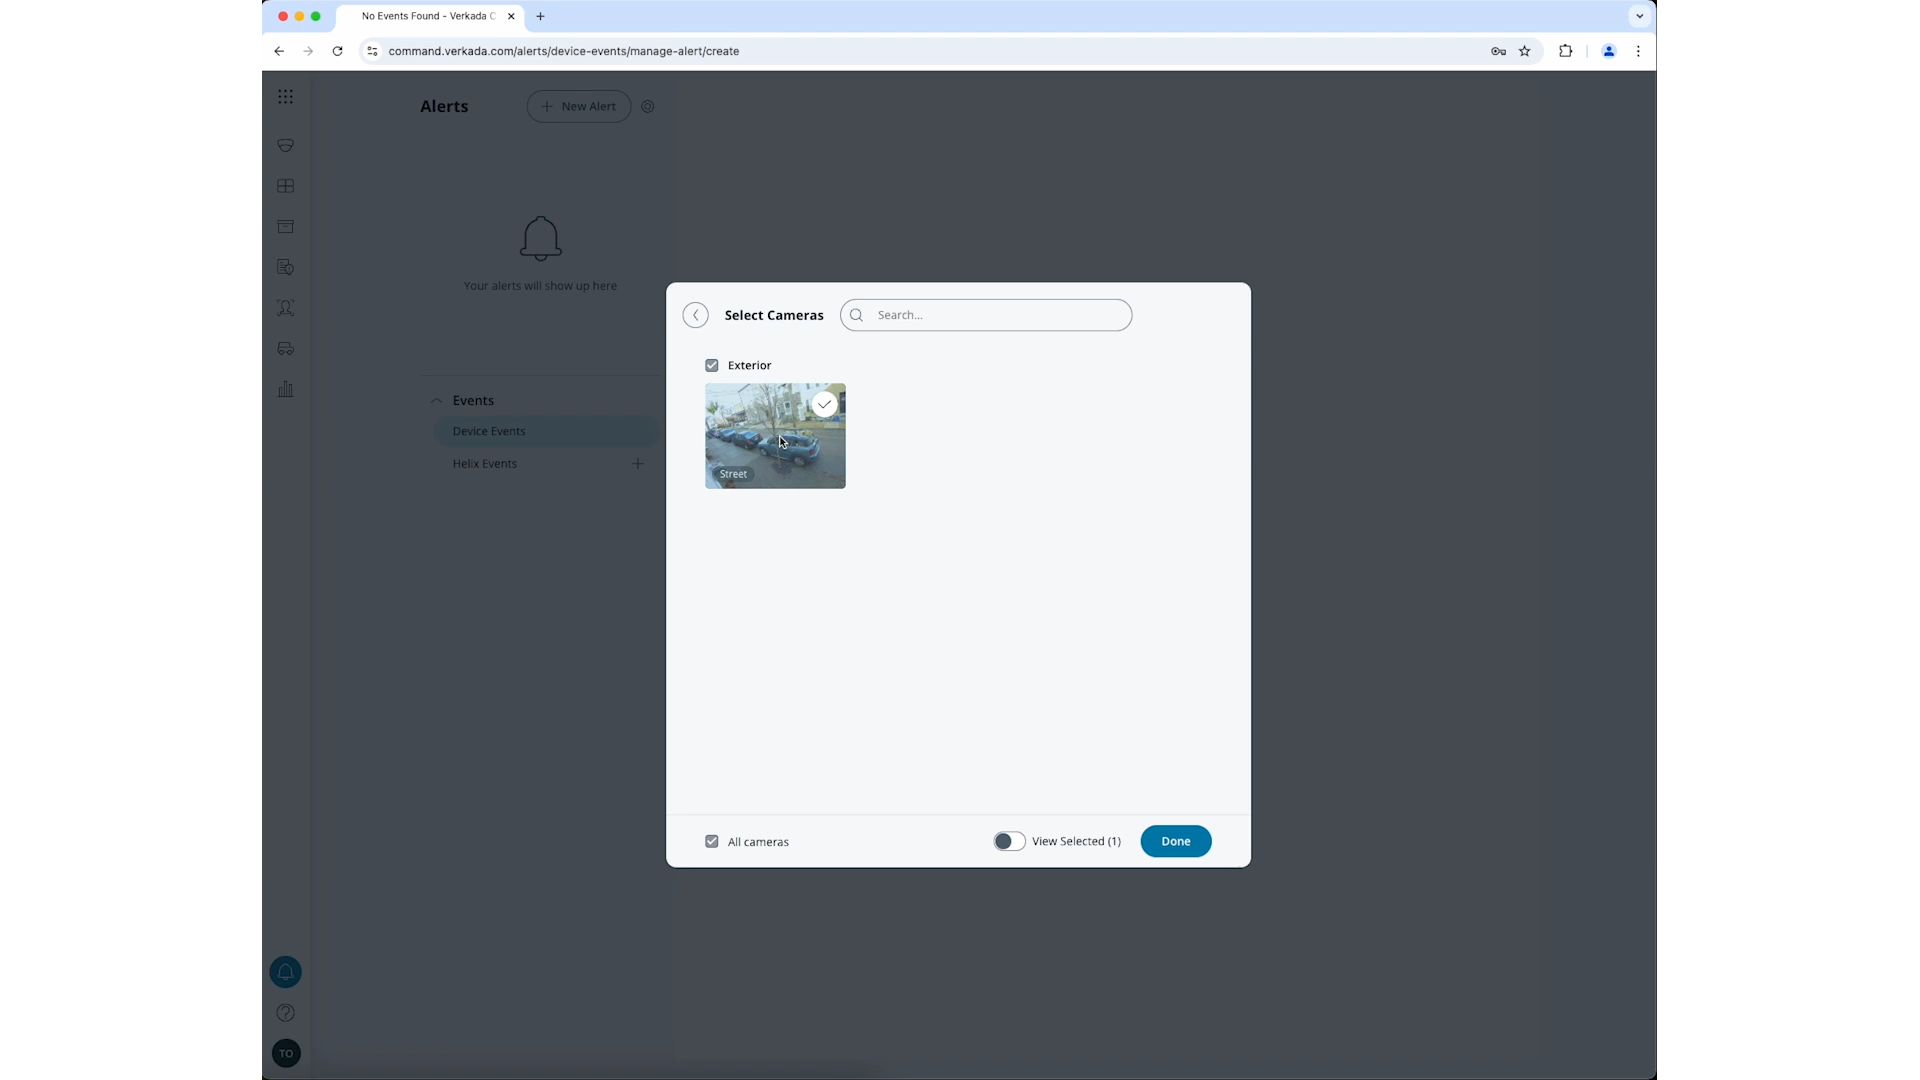 No Events Found - Verkada C
command.verkada.com/alerts/device-events/manage-alert/create
Alerts
New Alert
Your alerts will show up here
Select Cameras
Search...
Exterior
Street
Events
Device Events
Helix Events
All cameras
View Selected (1)
Done
TO